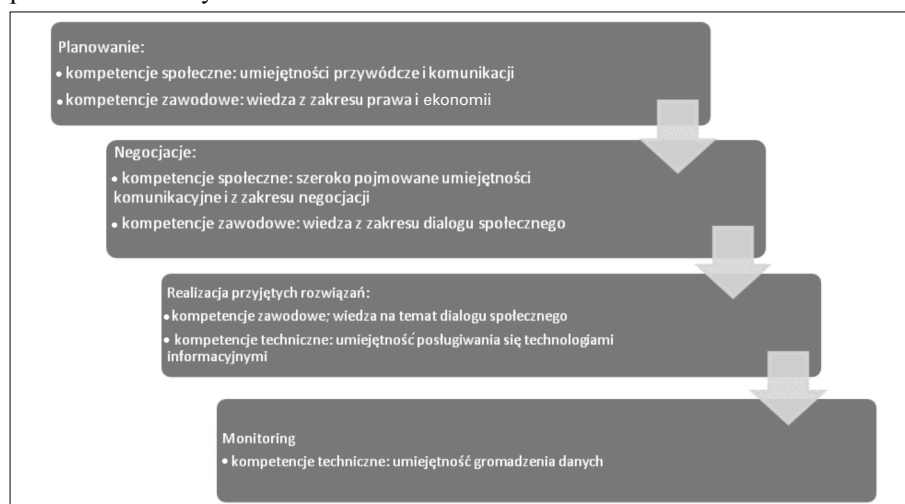 Planowanie:
• kompetencje społeczne: umiejętności przywódcze i komunikacji
• kompetencje zawodowe: wiedza z zakresu prawa i ekonomii
Negocjacje:
• kompetencje społeczne: szeroko pojmowane umiejętności
komunikacyjne i z zakresu negocjacji
• kompetencje zawodowe: wiedza z zakresu dialogu społecznego
Realizacja przyjętych rozwiązań:
• kompetencje zawodowe; wiedza na temat dialogu społecznego
• kompetencje techniczne: umiejętność posługiwania się technologiami
informacyjnymi
Monitoring
• kompetencje techniczne: umiejętność gromadzenia danych